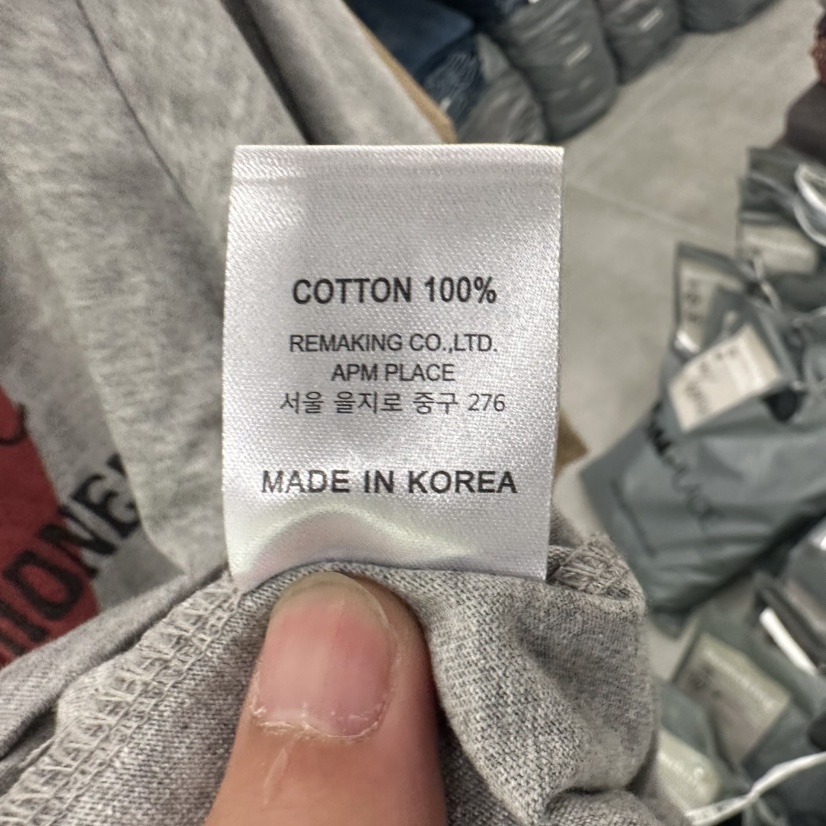 COTTON 100%
REMAKING CO.,LTD.
APM PLACE
서울 을지로 중구 276
MADE IN KOREA